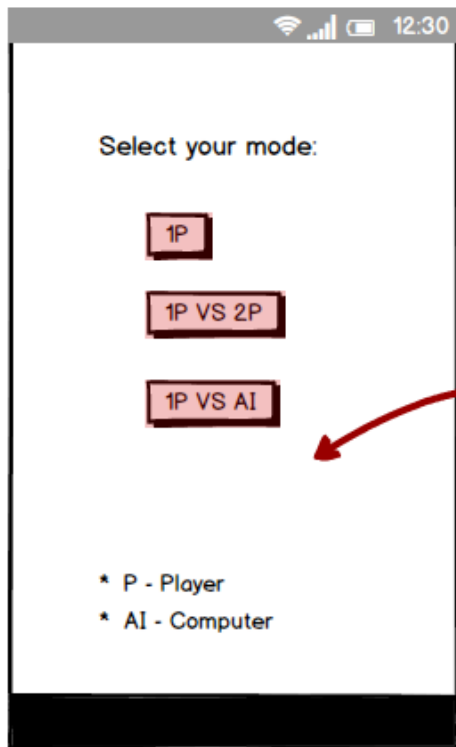 12:30
Select your mode:
1P
1P VS 2P
1P VS AI
* P - Player
* AI - Computer